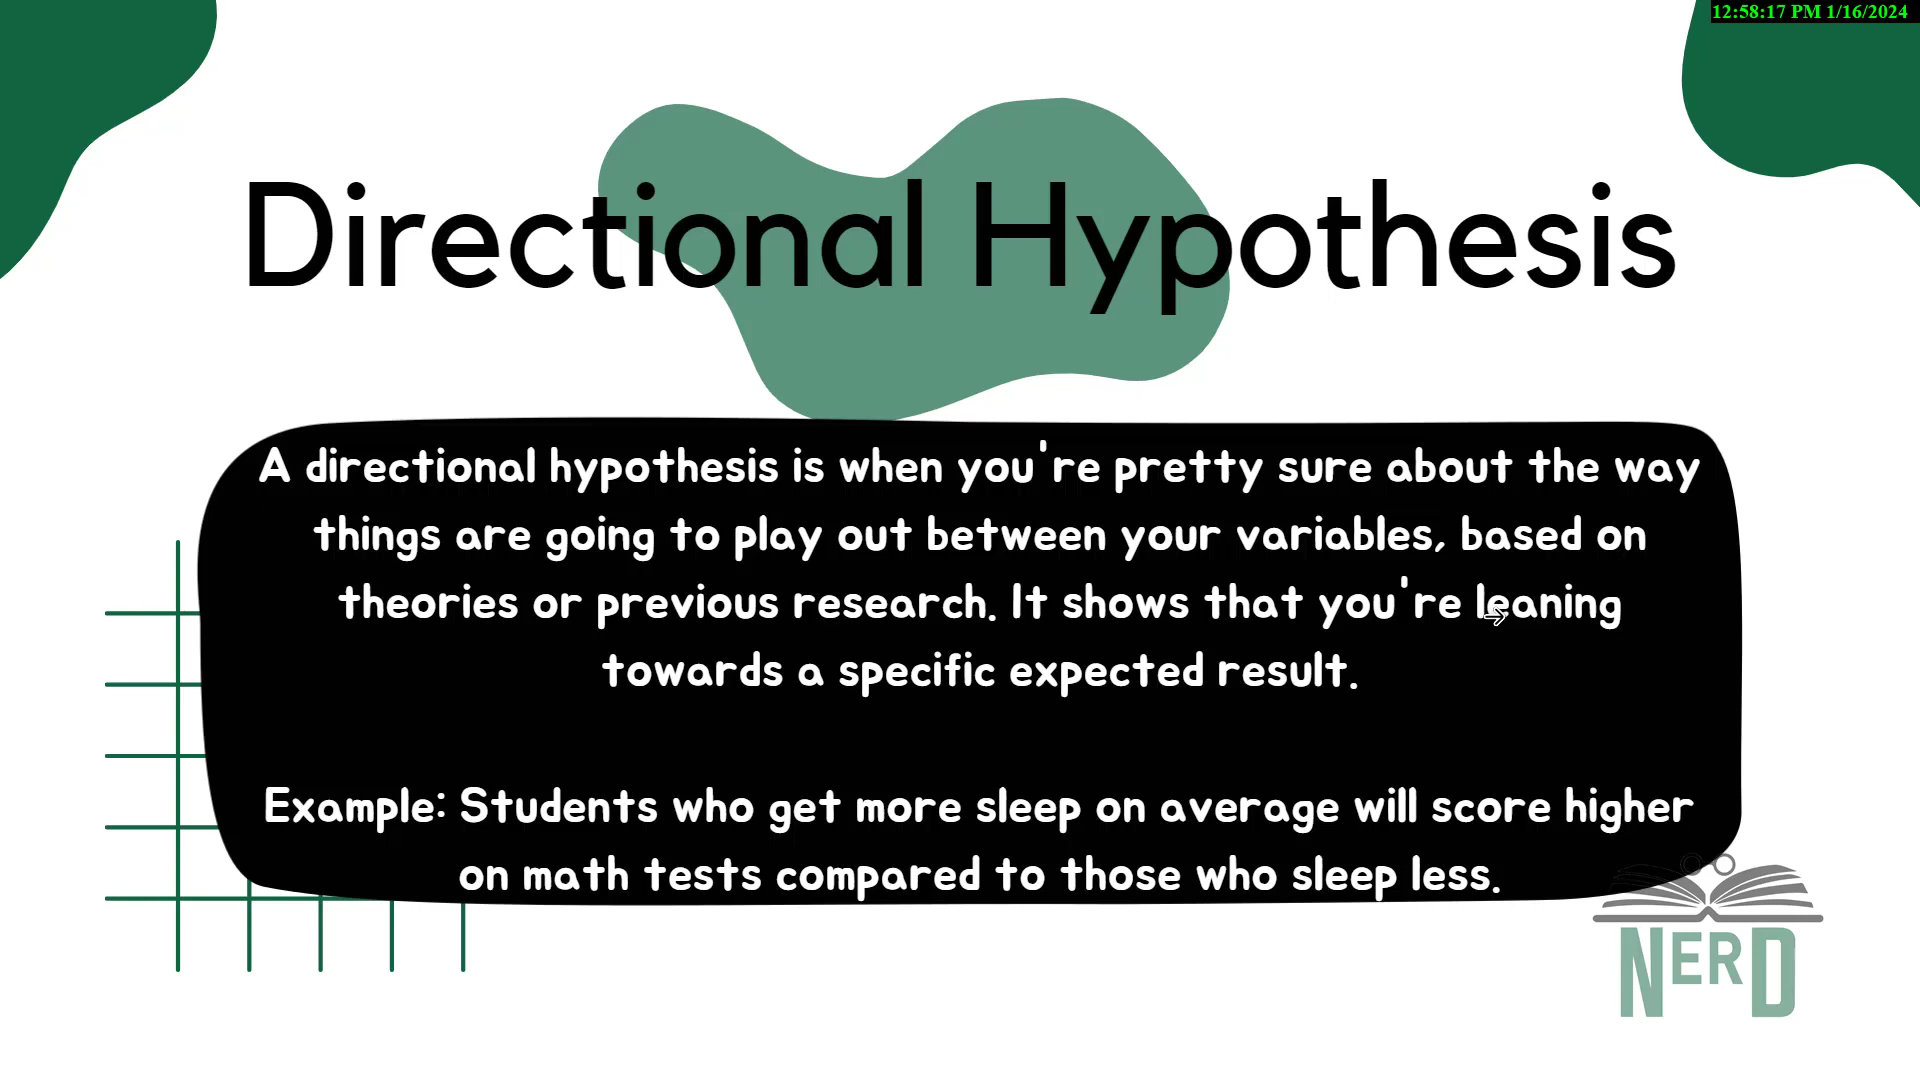 12:58:17 PM 1/16/2024
Directional Hypothesis
A directional hypothesis is when you're pretty sure about the way
things are going to play out between your variables, based on
theories or previous research. It shows that you're leaning
towards a specific expected result.
Example: Students who get more sleep on average will score higher
on math tests compared to those who sleep less.
NERD